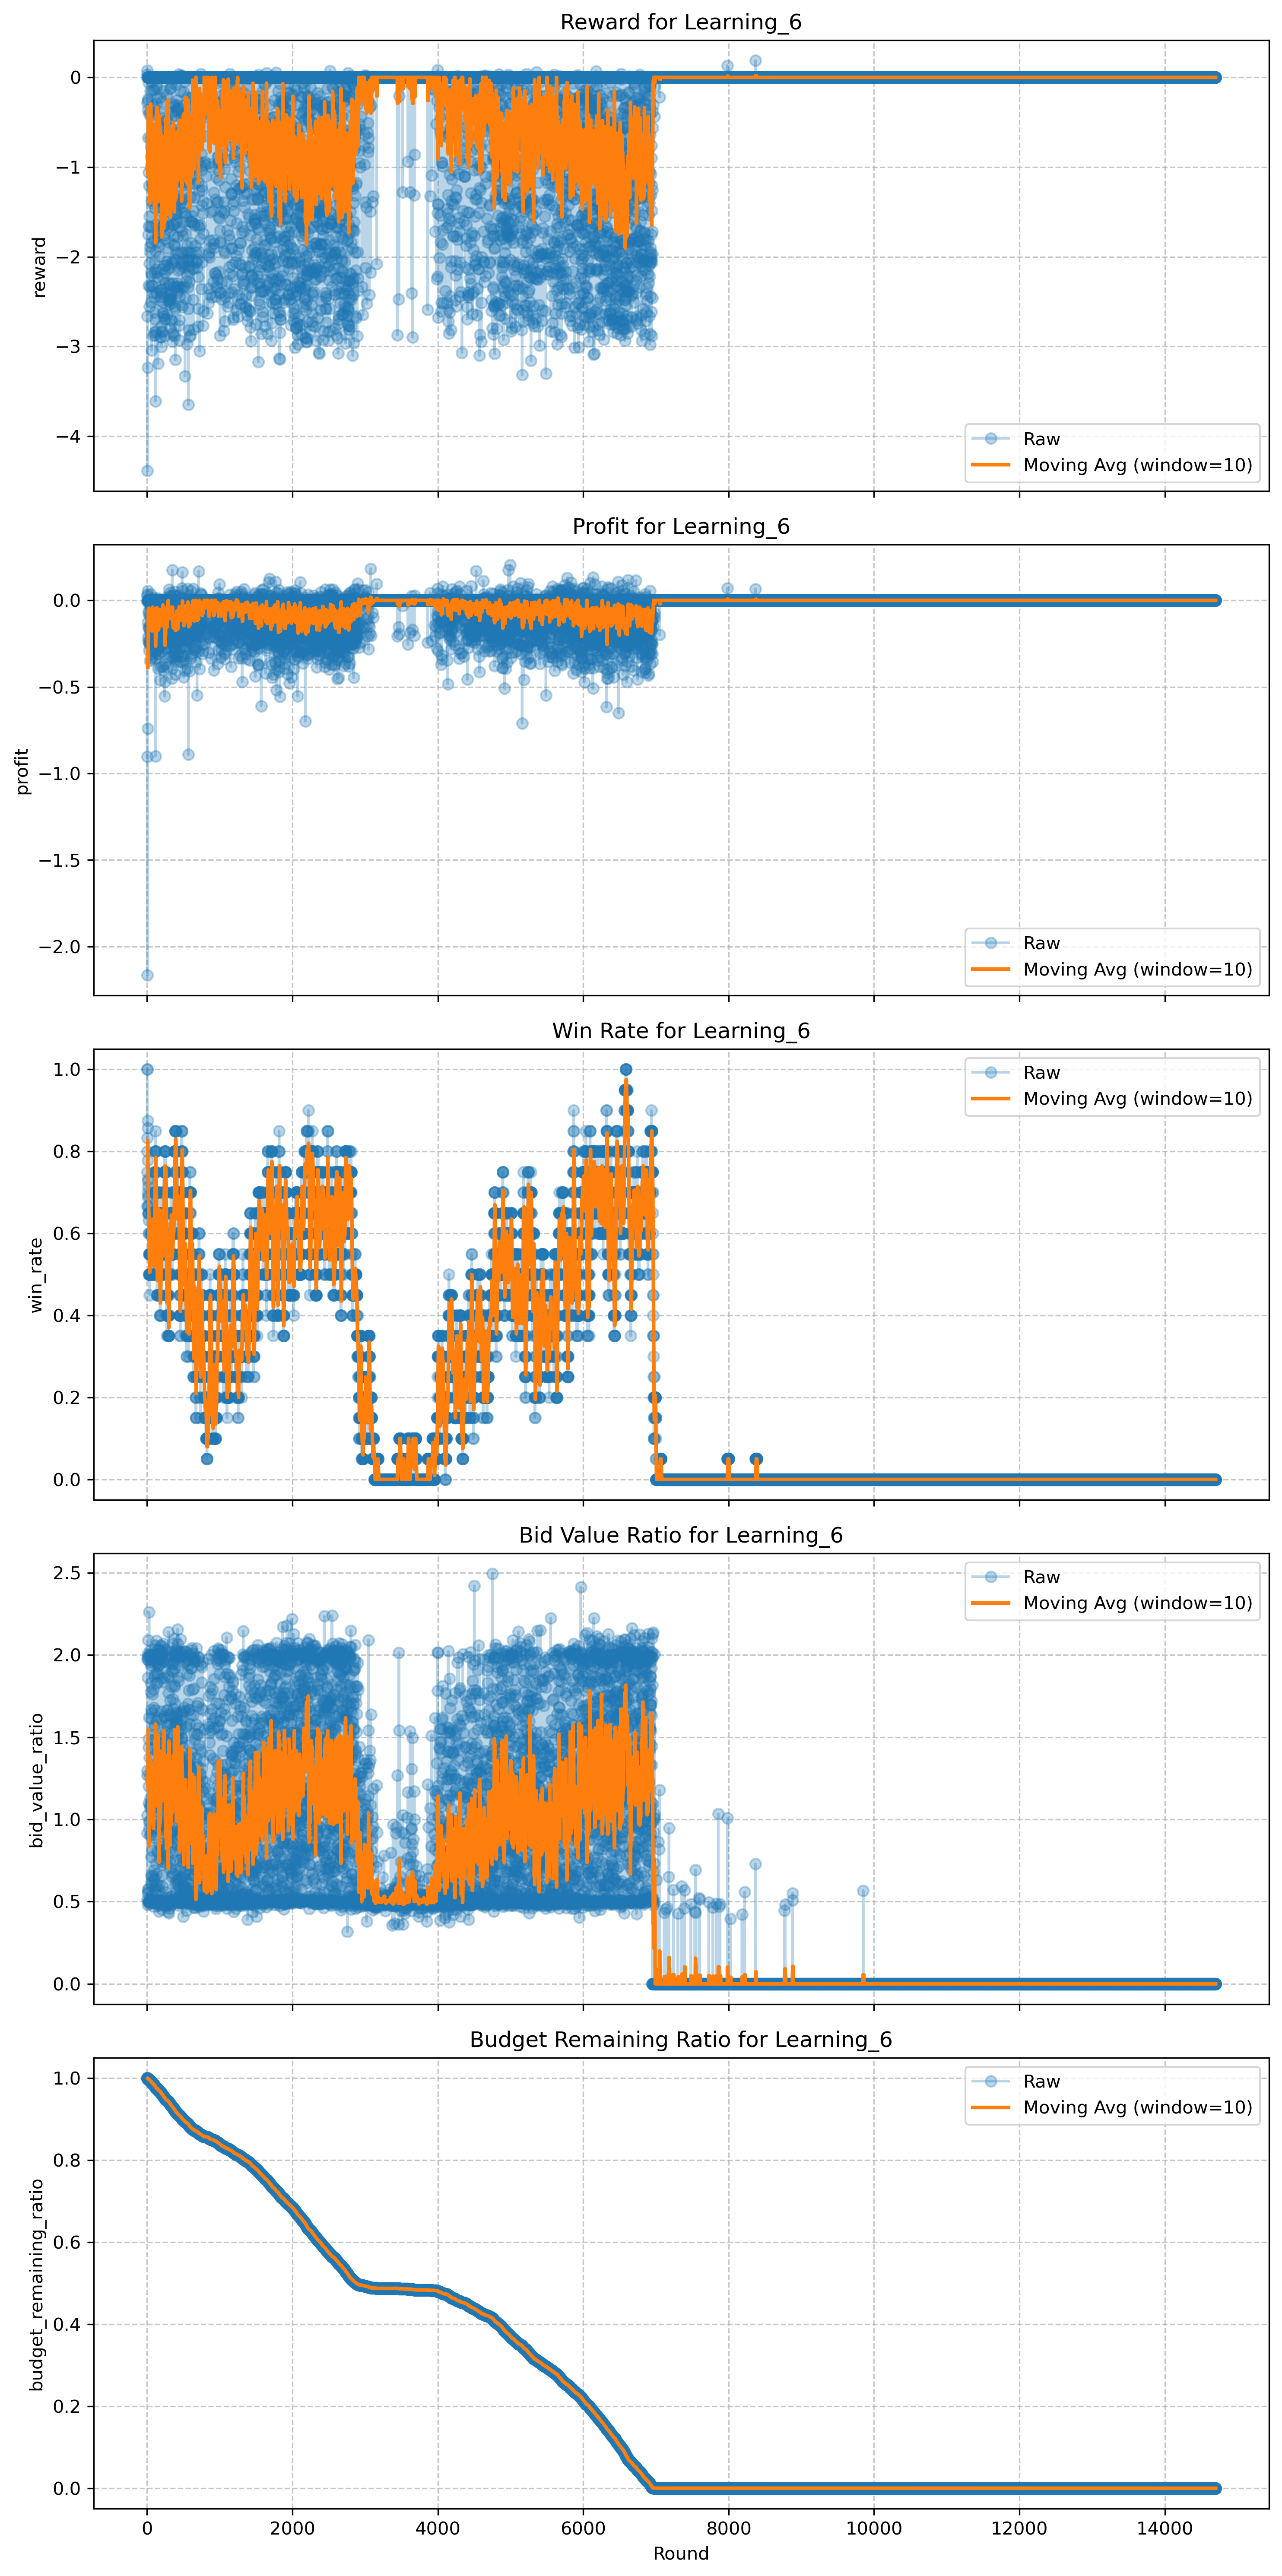 Reward for Learning_6
0
−1
−2
−3
−4
reward
Raw
Moving Avg (window=10)
Profit for Learning_6
0.0
−0.5
−1.0
−1.5
−2.0
profit
Raw
Moving Avg (window=10)
Win Rate for Learning_6
1.0
0.8
0.6
0.4
0.2
0.0
win_rate
Raw
Moving Avg (window=10)
Bid Value Ratio for Learning_6
2.5
2.0
1.5
1.0
0.5
0.0
bid_value_ratio
Raw
Moving Avg (window=10)
Budget Remaining Ratio for Learning_6
1.0
0.8
0.6
0.4
0.2
0.0
budget_remaining_ratio
Raw
Moving Avg (window=10)
0 2000 4000 6000 8000 10000 12000 14000
Round